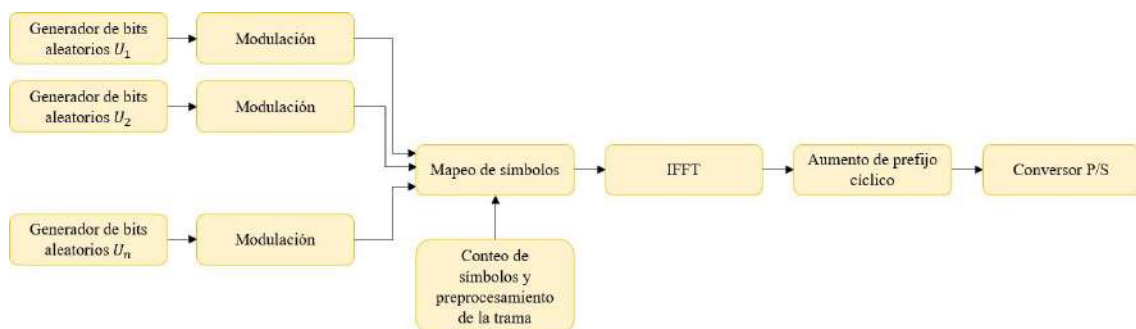 Generador de bits
aleatorios U₁
Modulación
Generador de bits
aleatorios U₂
Modulación
Generador de bits
aleatorios Uₙ
Modulación
Mapeo de símbolos
IFFT
Aumento de prefijo
cíclico
Conversor P/S
Conteo de
símbolos y
preprocesamiento
de la trama